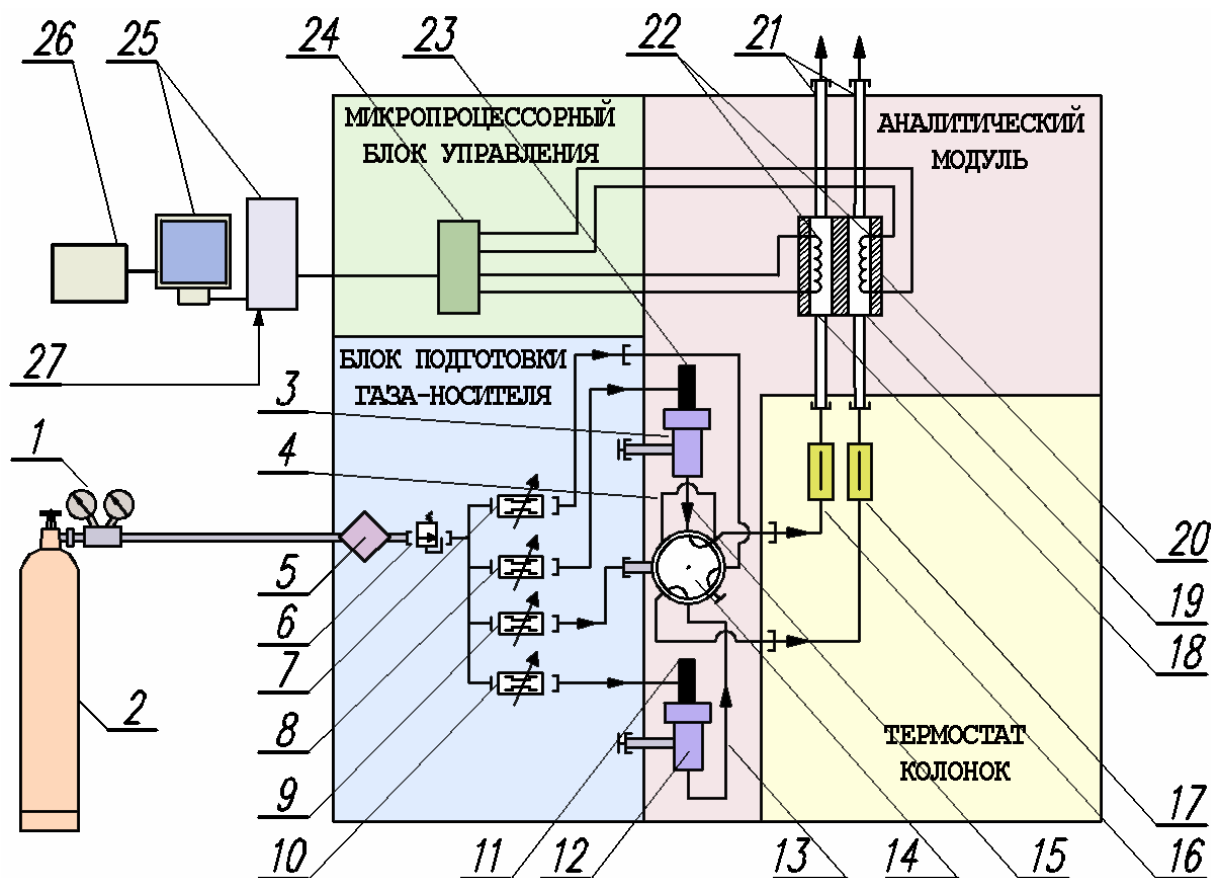 26 25 24 23 22 21
МИКРОПРОЦЕССОРНЫЙ
БЛОК УПРАВЛЕНИЯ
АНАЛИТИЧЕСКИЙ
МОДУЛЬ
27
БЛОК ПОДГОТОВКИ
ГАЗА-НОСИТЕЛЯ
3
4
1
5
6
7
2
8
9
10 11 12 13 14 15 16
20
19
18
17
ТЕРМОСТАТ
КОЛОНОК